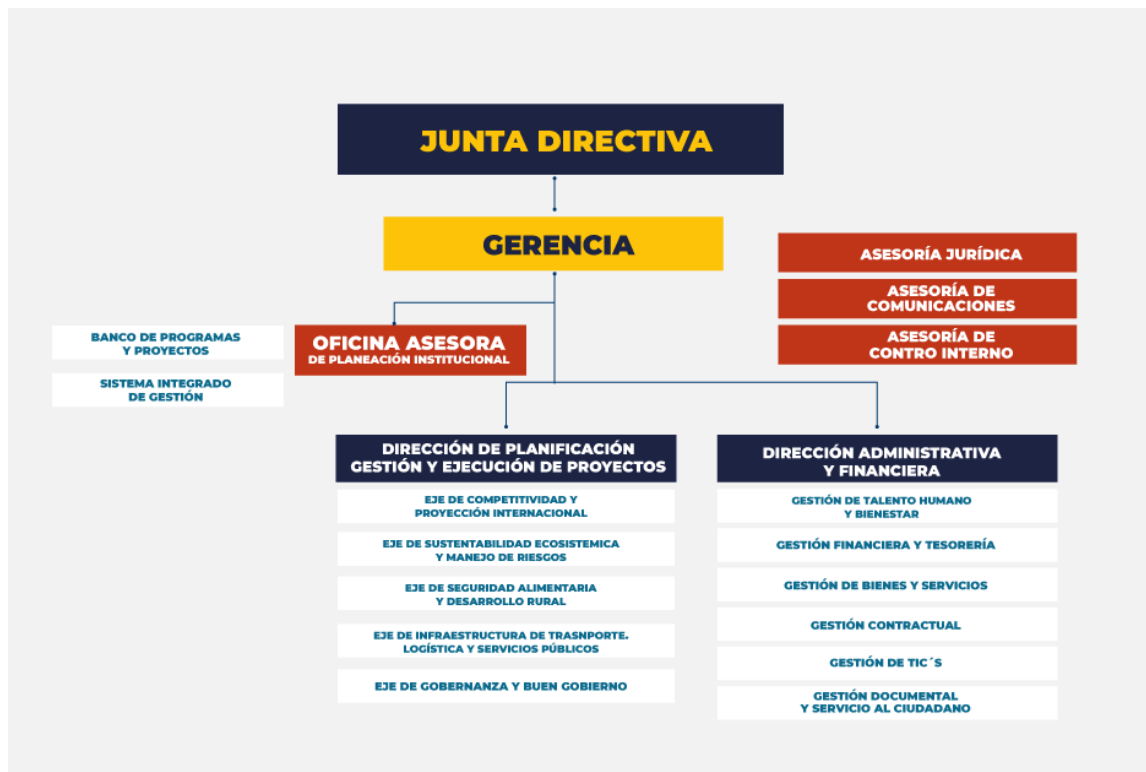 JUNTA DIRECTIVA
GERENCIA
ASESORÍA JURÍDICA
ASESORÍA DE
COMUNICACIONES
ASESORÍA DE
CONTRO INTERNO
BANCO DE PROGRAMAS
Y PROYECTOS
SISTEMA INTEGRADO
DE GESTIÓN
OFICINA ASESORA
DE PLANEACIÓN INSTITUCIONAL
DIRECCIÓN DE PLANIFICACIÓN
GESTIÓN Y EJECUCIÓN DE PROYECTOS
EJE DE COMPETITIVIDAD Y
PROYECCIÓN INTERNACIONAL
EJE DE SUSTENTABILIDAD ECOSISTEMICA
Y MANEJO DE RIESGOS
EJE DE SEGURIDAD ALIMENTARIA
Y DESARROLLO RURAL
EJE DE INFRAESTRUCTURA DE TRASNPORTE.
LOGÍSTICA Y SERVICIOS PÚBLICOS
EJE DE GOBERNANZA Y BUEN GOBIERNO
DIRECCIÓN ADMINISTRATIVA
Y FINANCIERA
GESTIÓN DE TALENTO HUMANO
Y BIENESTAR
GESTIÓN FINANCIERA Y TESORERÍA
GESTIÓN DE BIENES Y SERVICIOS
GESTIÓN CONTRACTUAL
GESTIÓN DE TIC´S
GESTIÓN DOCUMENTAL
Y SERVICIO AL CIUDADANO